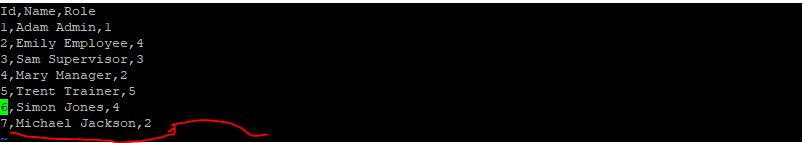 Id,Name,Role
1,Adam Admin,1
2,Emily Employee,4
3,Sam Supervisor,3
4,Mary Manager,2
5,Trent Trainer,5
6,Simon Jones,4
7,Michael Jackson,2
~